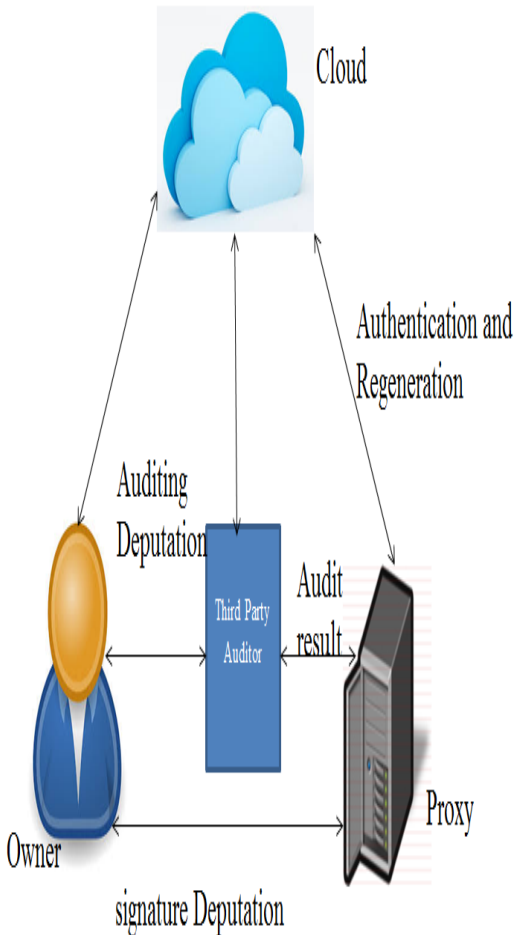 Cloud
Authentication and
Regeneration
Auditing
Deputation
Third Party
Auditor
Audit
result
Proxy
Owner
signature Deputation